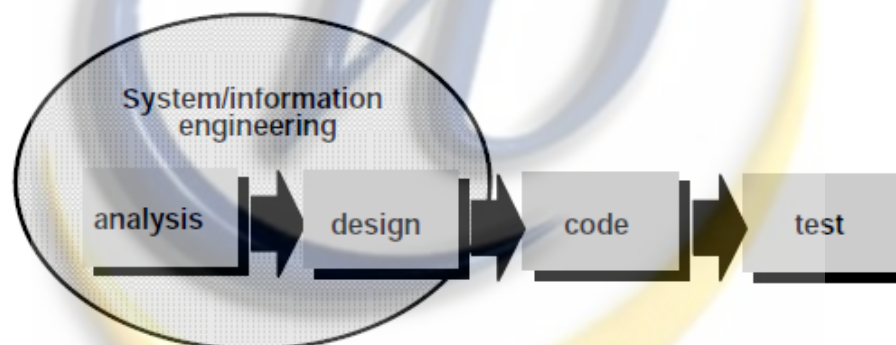 System/information
engineering
analysis
design
code
test